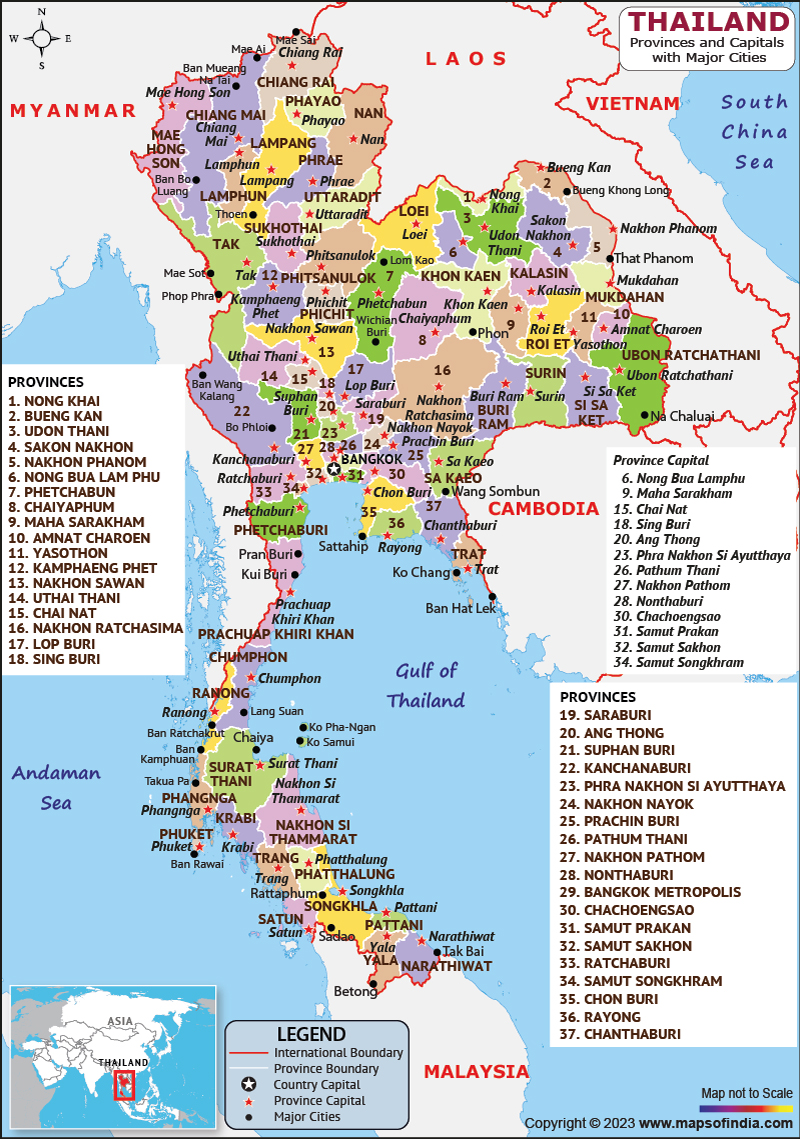 N
W
E
S
THAILAND
Provinces and Capitals
with Major Cities
LAOS
MYANMAR
VIETNAM
South
China
Sea
Mae Sai
Mae Ai
Chiang Rai
Ban Mueang
Na Tai
CHIANG RAI
Mae Hong Son
PHAYAO
Phayao
CHIANG MAI
NAN
Nan
Chiang
Mai
MAE
HONG
SON
LAMPANG
PHRAE
Lamphun
Lampang
Phrae
Ban Bo
Luang
LAMPHUN
UTTARADIT
Thoen
Uttaradit
Bueng Kan
2
Bueng Khong Long
1
Nong
Khai
LOEI
Loei
3
Udon
Thani
Sakon
Nakhon
Nakhon Phanom
6
4
5
SUKHOTHAI
Sukhothai
TAK
Phitsanulok
That Phanom
Mae Sot
Tak
12
PHITSANULOK
Lom Kao
7
KHON KAEN
KALASIN
Kalasin
Mukdahan
MUKDAHAN
Phop Phra
Kamphaeng
Phet
Phichit
PHICHIT
Phetchabun
Khon Kaen
Chaiyaphum
8
Phon
9
Roi Et
ROI ET
11
10
Amnat Charoen
Yasothon
Nakhon Sawan
13
Wichian
Buri
UBON RATCHATHANI
Uthai Thani
14
15
17
16
SURIN
Ubon Ratchathani
Ban Wang
Kalang
18
Lop Buri
Nakhon
Ratchasima
Buri Ram
BURI
RAM
Surin
Si Sa Ket
SI SA
KET
Na Chaluai
22
Suphan
Buri
20
Saraburi
19
Bo Phloi
21
23
24
Nakhon Nayok
Prachin Buri
27
28
26
25
Kanchanaburi
BANGKOK
Sa Kaeo
SA KAEO
Ratchaburi
32
31
30
33
34
Chon Buri
Wang Sombun
Phetchaburi
35
37
PHETCHABURI
36
Chanthaburi
CAMBODIA
Sattahip
Rayong
Pran Buri
TRAT
Trat
Kui Buri
Ko Chang
Prachuap
Khiri Khan
Ban Hat Lek
PRACHUAP KHIRI KHAN
CHUMPHON
Chumphon
Gulf of
Thailand
RANONG
Ranong
Lang Suan
Ban Ratchakrut
Ko Pha-Ngan
Chaiya
Ko Samui
Ban
Kamphuan
Andaman
Sea
SURAT
THANI
Surat Thani
Takua Pa
Nakhon Si
Thammarat
PHANGNGA
Phangnga
KRABI
NAKHON SI
THAMMARAT
PHUKET
Phuket
Krabi
Ban Rawai
TRANG
Trang
Phatthalung
PHATTHALUNG
Rattaphum
Songkhla
SONGKHLA
Pattani
SATUN
Satun
PATTANI
Sadao
Yala
YALA
Narathiwat
Tak Bai
NARATHIWAT
Betong
MALAYSIA
PROVINCES
1. NONG KHAI
2. BUENG KAN
3. UDON THANI
4. SAKON NAKHON
5. NAKHON PHANOM
6. NONG BUA LAM PHU
7. PHETCHABUN
8. CHAIYAPHUM
9. MAHA SARAKHAM
10. AMNAT CHAROEN
11. YASOTHON
12. KAMPHAENG PHET
13. NAKHON SAWAN
14. UTHAI THANI
15. CHAI NAT
16. NAKHON RATCHASIMA
17. LOP BURI
18. SING BURI
Province Capital
6. Nong Bua Lamphu
9. Maha Sarakham
15. Chai Nat
18. Sing Buri
20. Ang Thong
23. Phra Nakhon Si Ayutthaya
26. Pathum Thani
27. Nakhon Pathom
28. Nonthaburi
30. Chachoengsao
31. Samut Prakan
32. Samut Sakhon
34. Samut Songkhram
PROVINCES
19. SARABURI
20. ANG THONG
21. SUPHAN BURI
22. KANCHANABURI
23. PHRA NAKHON SI AYUTTHAYA
24. NAKHON NAYOK
25. PRACHIN BURI
26. PATHUM THANI
27. NAKHON PATHOM
28. NONTHABURI
29. BANGKOK METROPOLIS
30. CHACHOENGSAO
31. SAMUT PRAKAN
32. SAMUT SAKHON
33. RATCHABURI
34. SAMUT SONGKHRAM
35. CHON BURI
36. RAYONG
37. CHANTHABURI
ASIA
THAILAND
LEGEND
International Boundary
Province Boundary
Country Capital
Province Capital
Major Cities
Map not to Scale
Copyright © 2023 www.mapsofindia.com